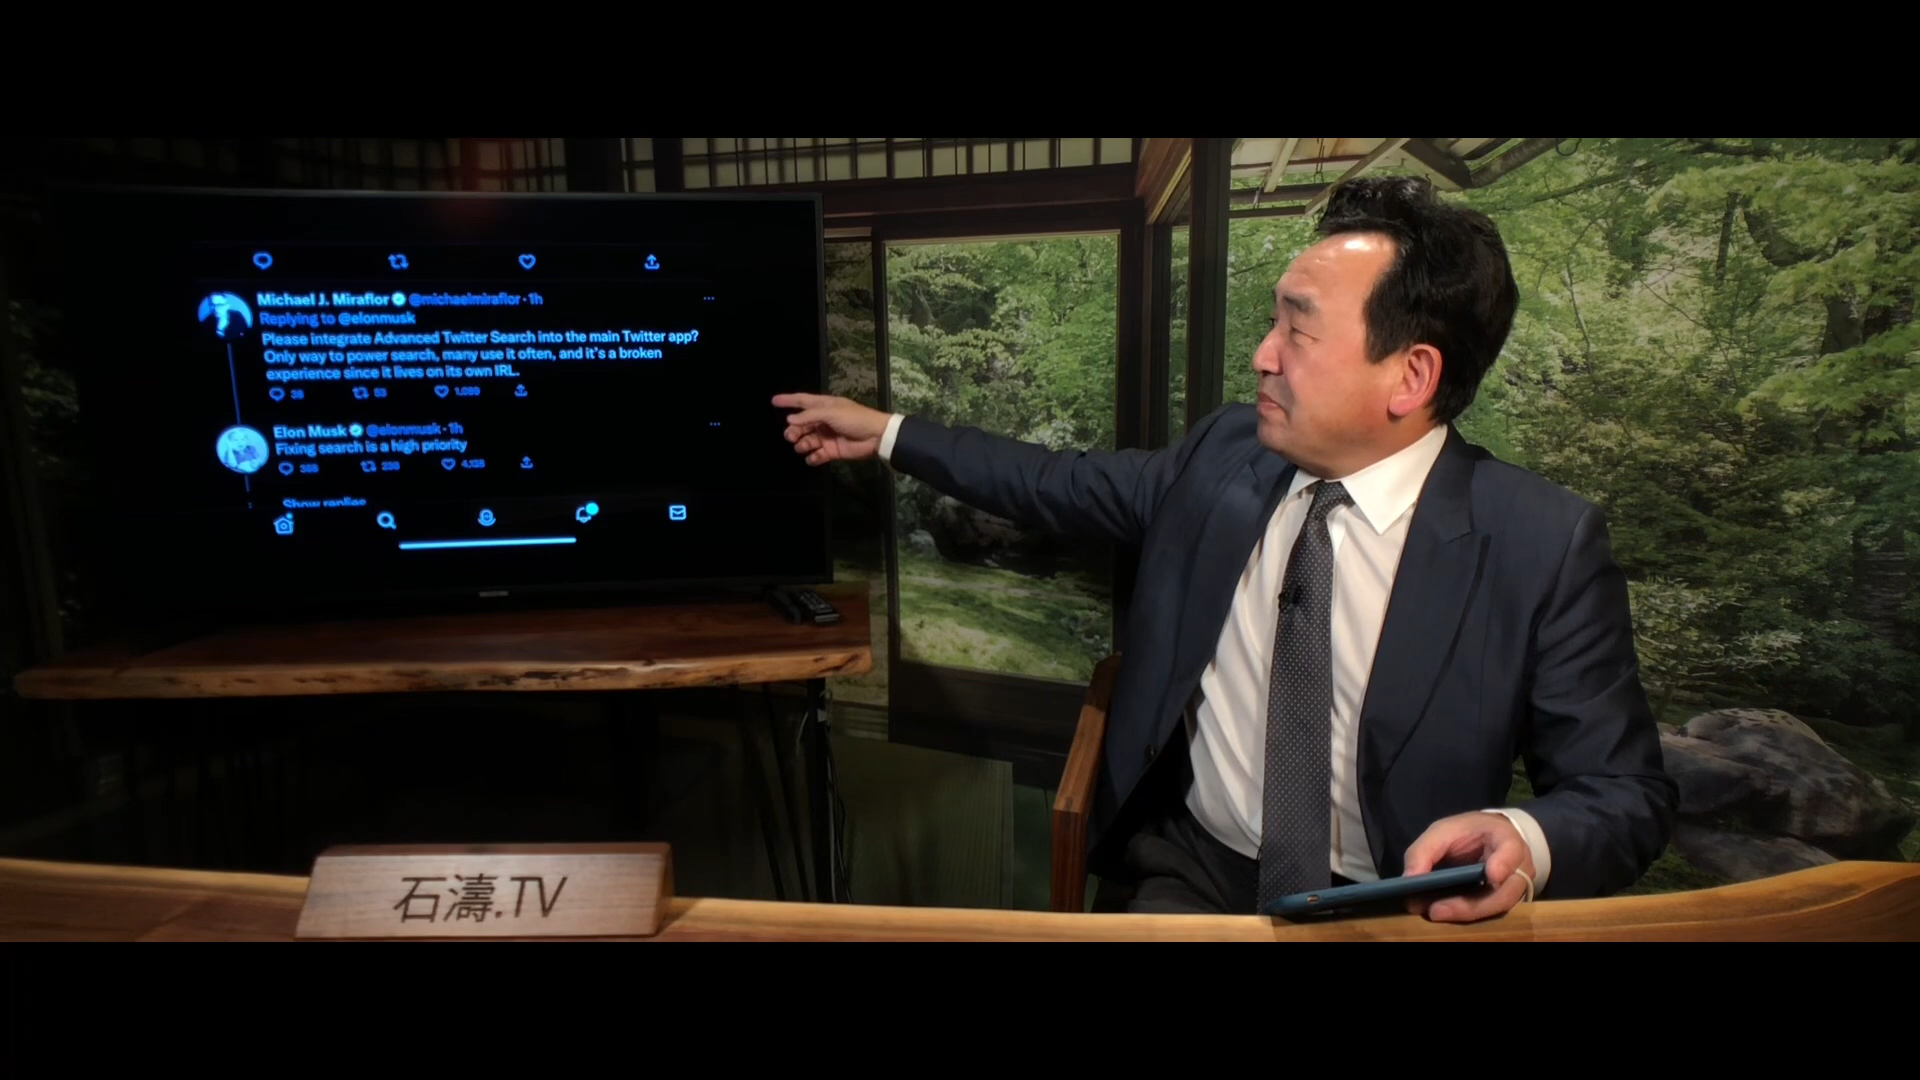 Michael J. Miraflor @michaelmiraflor · 1h
Replying to @elonmusk
Please integrate Advanced Twitter Search into the main Twitter app?
Only way to power search, many use it often, and it's a broken
experience since it lives on its own IRL.
Elon Musk @elonmusk · 1h
Fixing search is a high priority
Show replies
石濤.TV